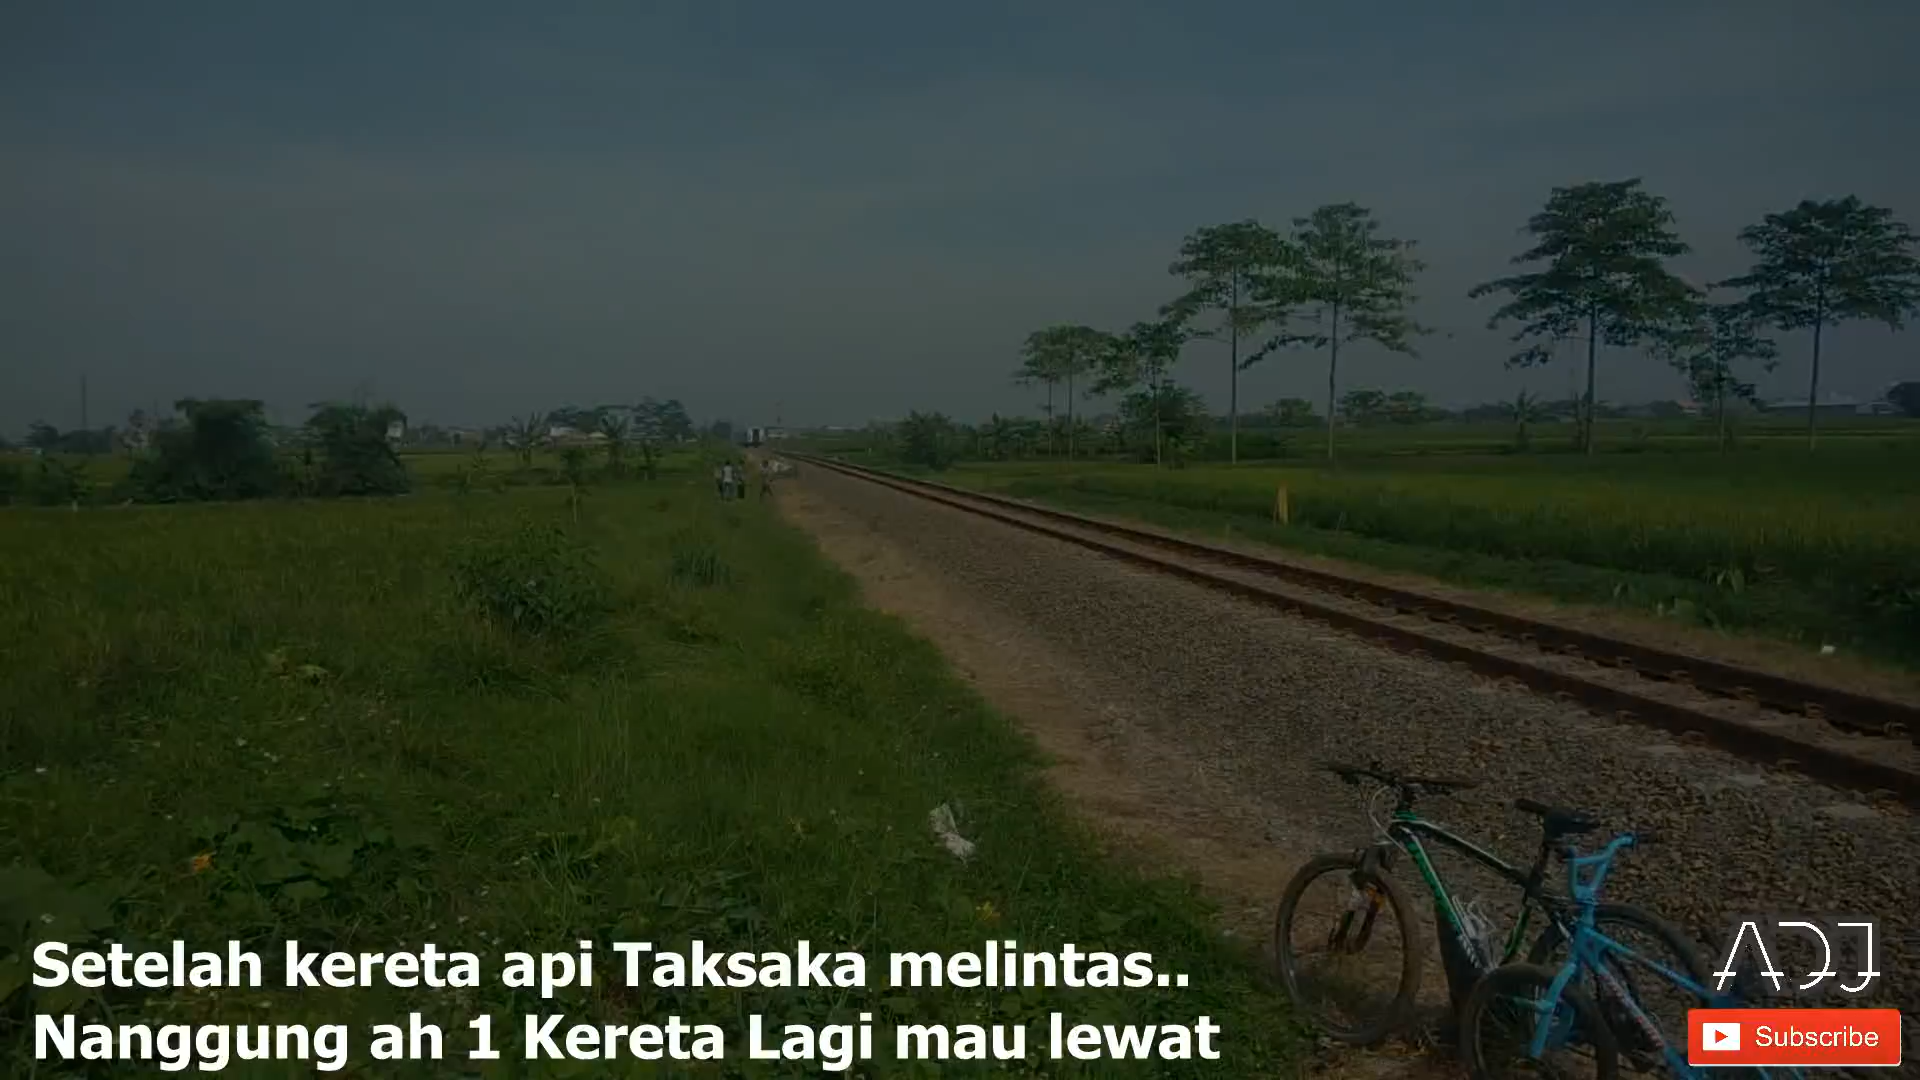 Setelah kereta api Taksaka melintas..
Nanggung ah 1 Kereta Lagi mau lewat
ADJ
Subscribe